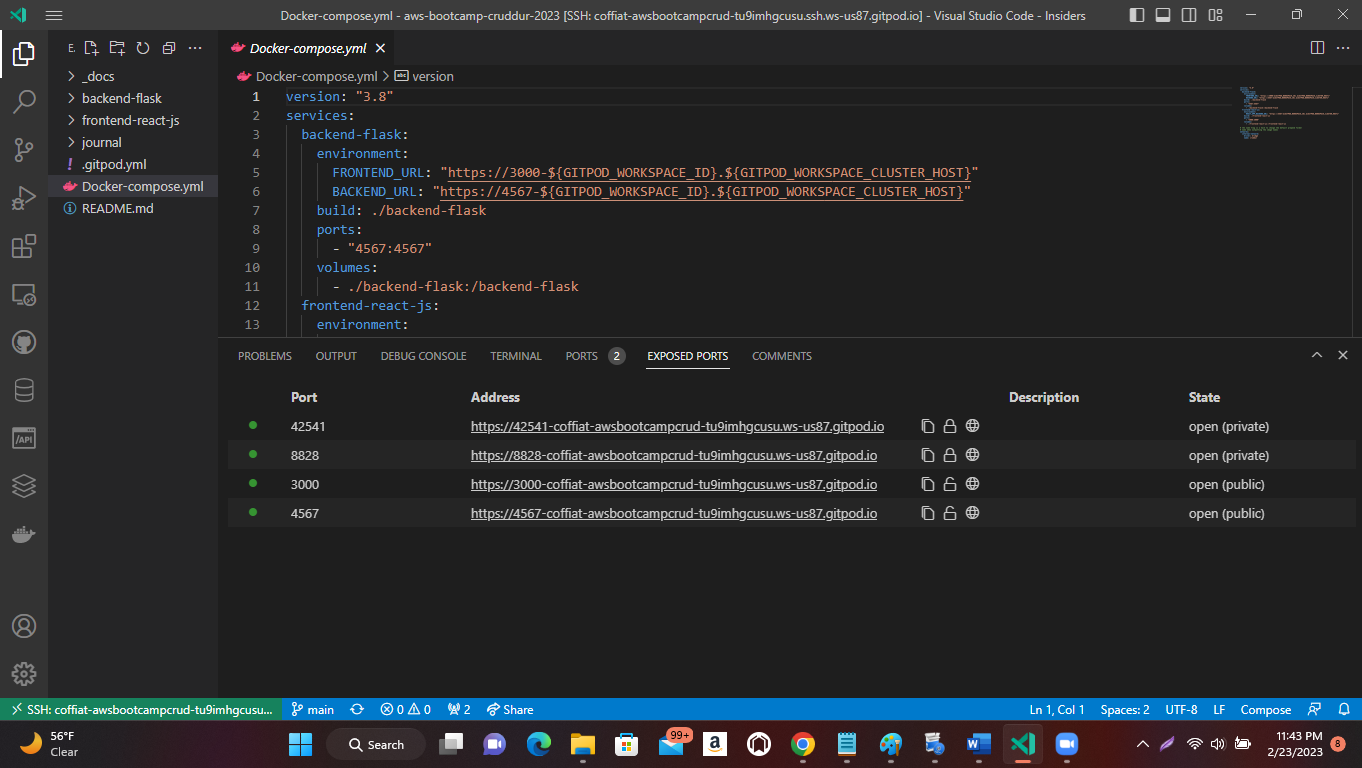 Docker-compose.yml - aws-bootcamp-cruddur-2023 [SSH: coffiat-awsbootcampcrud-tu9imhgcusu.ssh.ws-us87.gitpod.io] - Visual Studio Code - Insiders
E.
Docker-compose.yml
_docs
backend-flask
frontend-react-js
journal
! .gitpod.yml
Docker-compose.yml
README.md
Docker-compose.yml > abc version
1 version: "3.8"
2 services:
3 backend-flask:
4 environment:
5 FRONTEND_URL: "https://3000-${GITPOD_WORKSPACE_ID}.${GITPOD_WORKSPACE_CLUSTER_HOST}"
6 BACKEND_URL: "https://4567-${GITPOD_WORKSPACE_ID}.${GITPOD_WORKSPACE_CLUSTER_HOST}"
7 build: ./backend-flask
8 ports:
9 - "4567:4567"
10 volumes:
11 - ./backend-flask:/backend-flask
12 frontend-react-js:
13 environment:
PROBLEMS OUTPUT DEBUG CONSOLE TERMINAL PORTS 2 EXPOSED PORTS COMMENTS
Port Address Description State
42541 https://42541-coffiat-awsbootcampcrud-tu9imhgcusu.ws-us87.gitpod.io open (private)
8828 https://8828-coffiat-awsbootcampcrud-tu9imhgcusu.ws-us87.gitpod.io open (private)
3000 https://3000-coffiat-awsbootcampcrud-tu9imhgcusu.ws-us87.gitpod.io open (public)
4567 https://4567-coffiat-awsbootcampcrud-tu9imhgcusu.ws-us87.gitpod.io open (public)
/API
SSH: coffiat-awsbootcampcrud-tu9imhgcusu... main 0 0 2 Share Ln 1, Col 1 Spaces: 2 UTF-8 LF Compose
56°F
Clear
Search
99+
a
W
11:43 PM
2/23/2023
8